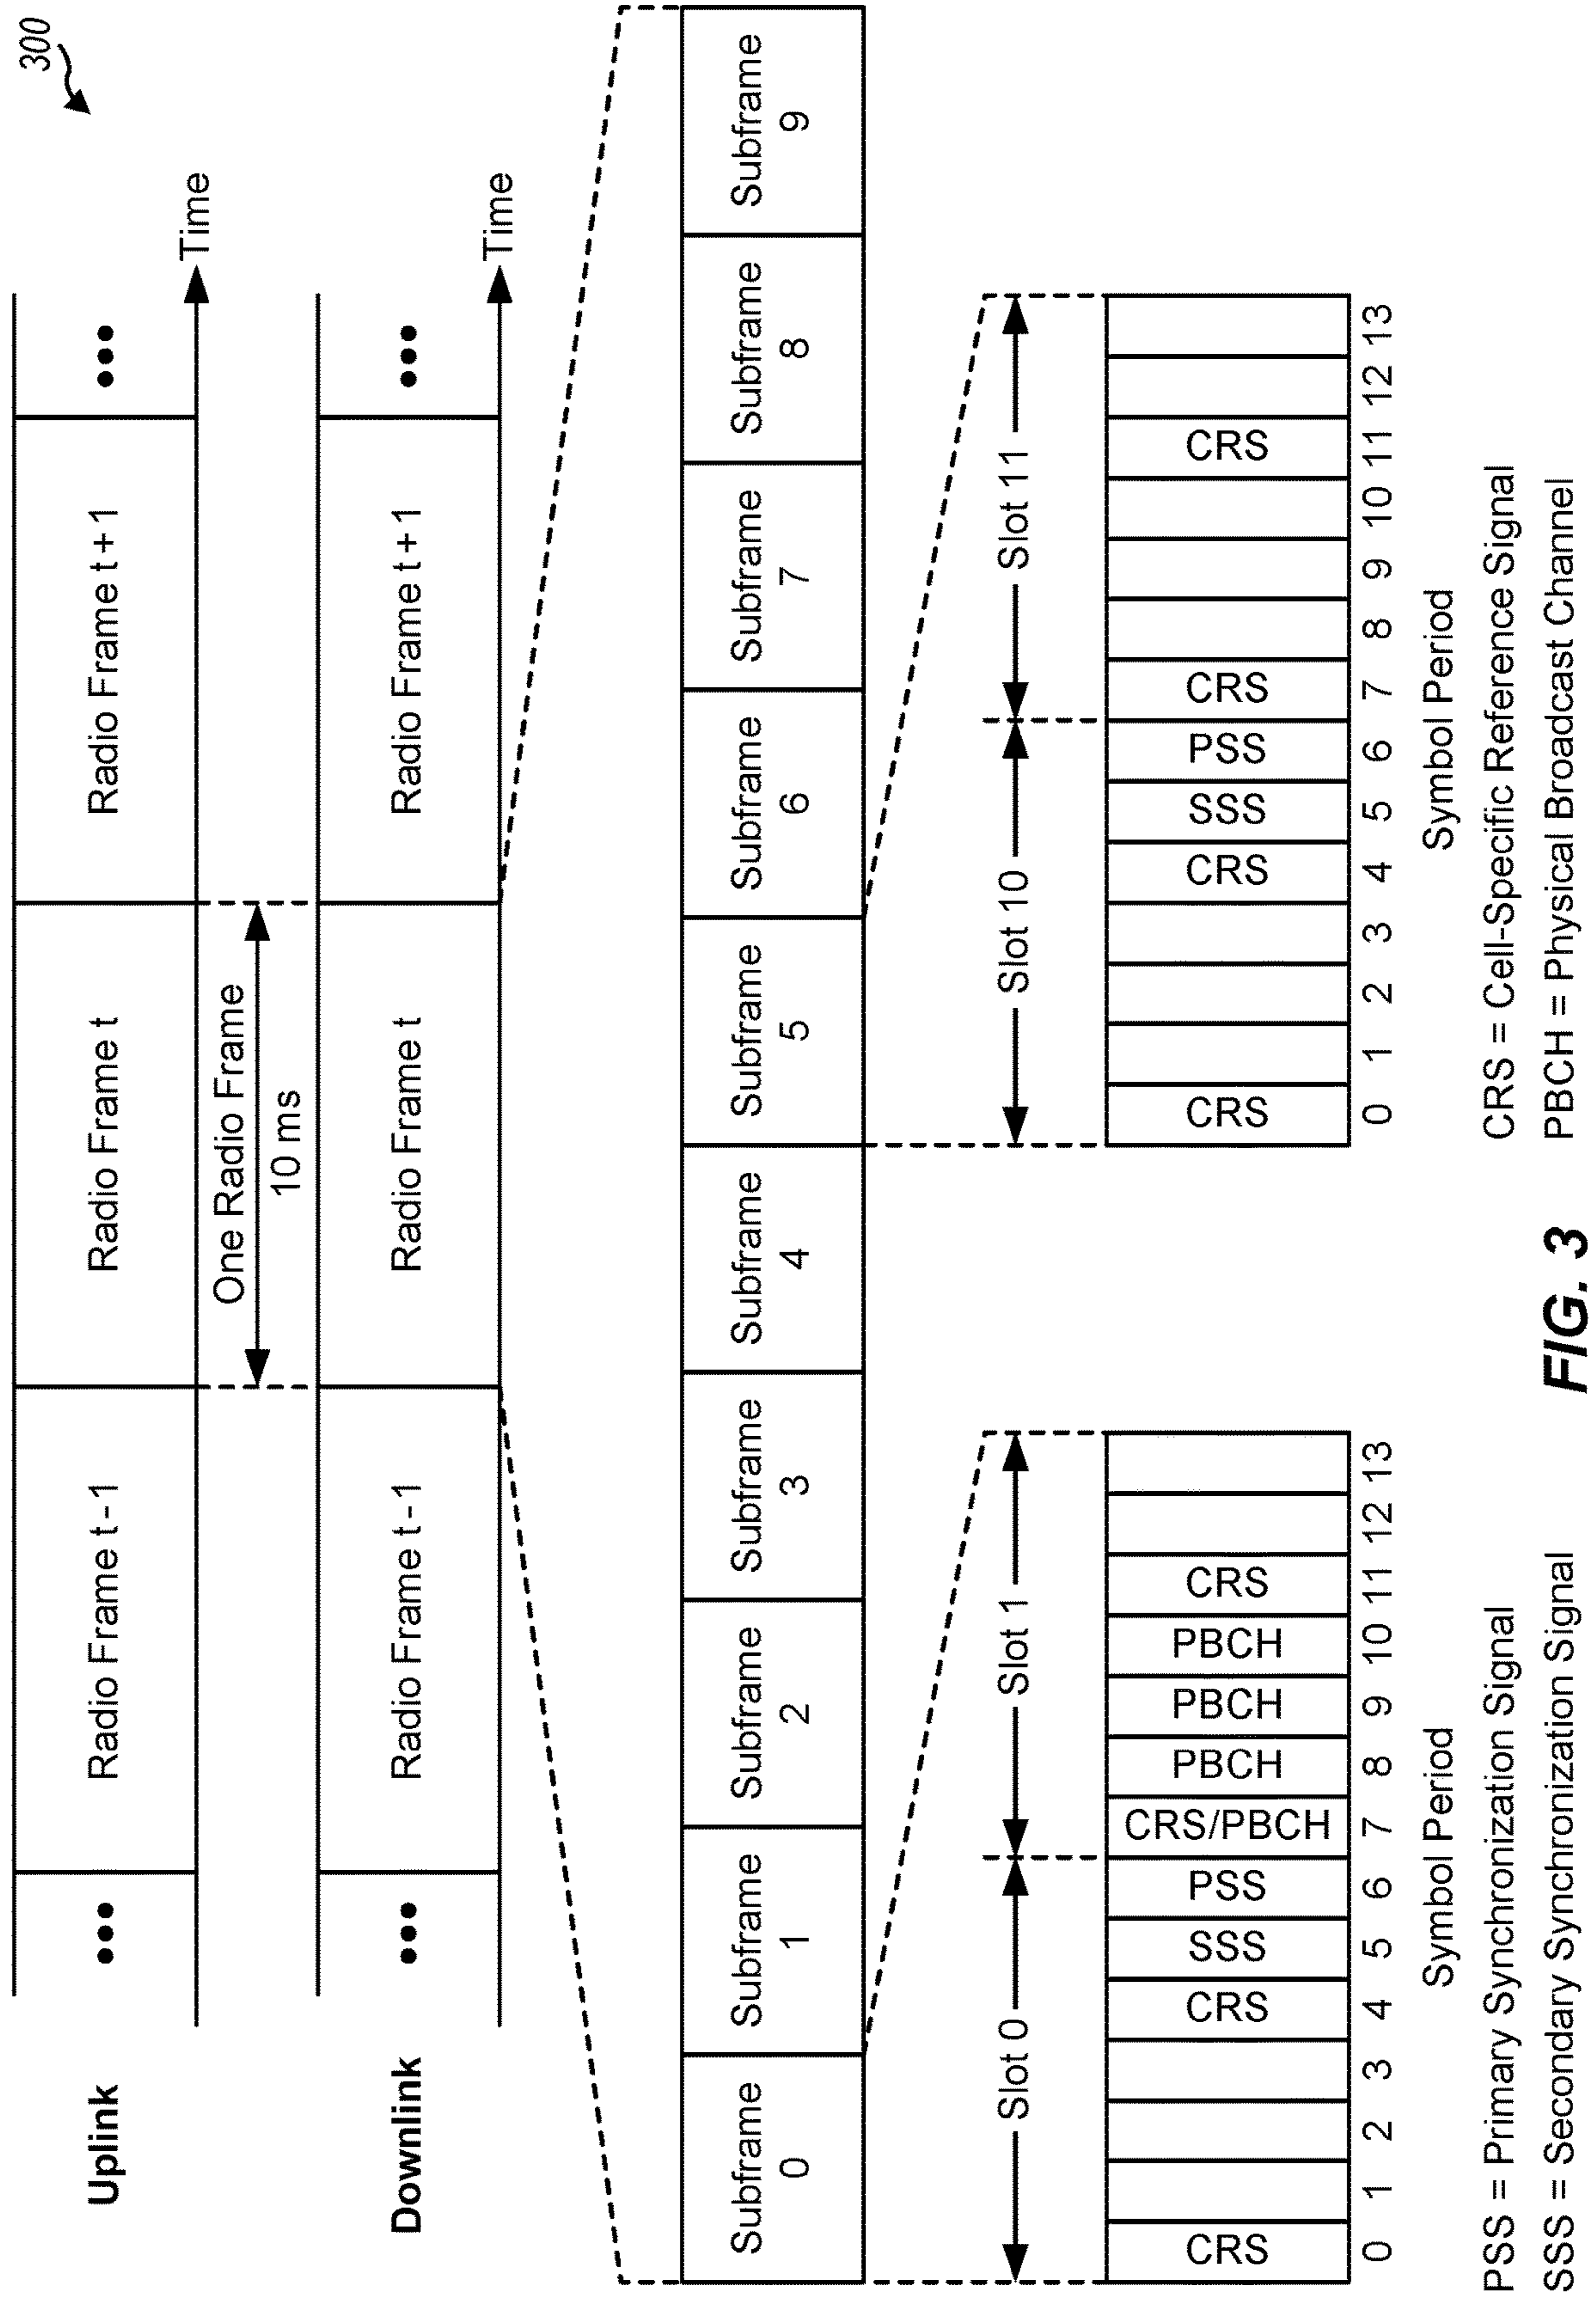 300
Uplink
••• Radio Frame t - 1 Radio Frame t Radio Frame t + 1 •••
Time
One Radio Frame
10 ms
Downlink
••• Radio Frame t - 1 Radio Frame t Radio Frame t + 1 •••
Time
Subframe 0
Subframe 1
Subframe 2
Subframe 3
Subframe 4
Subframe 5
Subframe 6
Subframe 7
Subframe 8
Subframe 9
Slot 0 Slot 1
CRS CRS SSS PSS CRS/PBCH PBCH PBCH PBCH CRS
0 1 2 3 4 5 6 7 8 9 10 11 12 13
Symbol Period
Slot 10 Slot 11
CRS CRS SSS PSS CRS CRS
0 1 2 3 4 5 6 7 8 9 10 11 12 13
Symbol Period
PSS = Primary Synchronization Signal
SSS = Secondary Synchronization Signal
CRS = Cell-Specific Reference Signal
PBCH = Physical Broadcast Channel
FIG. 3